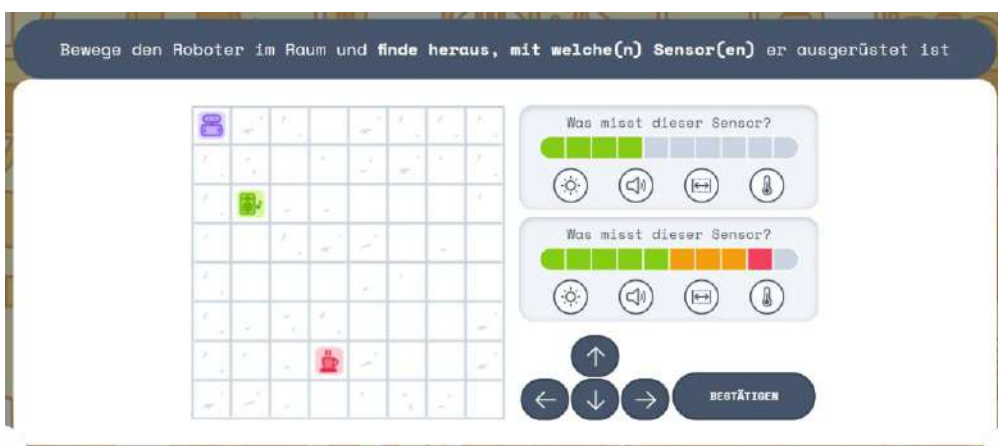 Bewege den Roboter im Raum und finde heraus, mit welche(n) Sensor(en) er ausgerüstet ist
Was misst dieser Sensor?
Was misst dieser Sensor?
BESTÄTIGEN